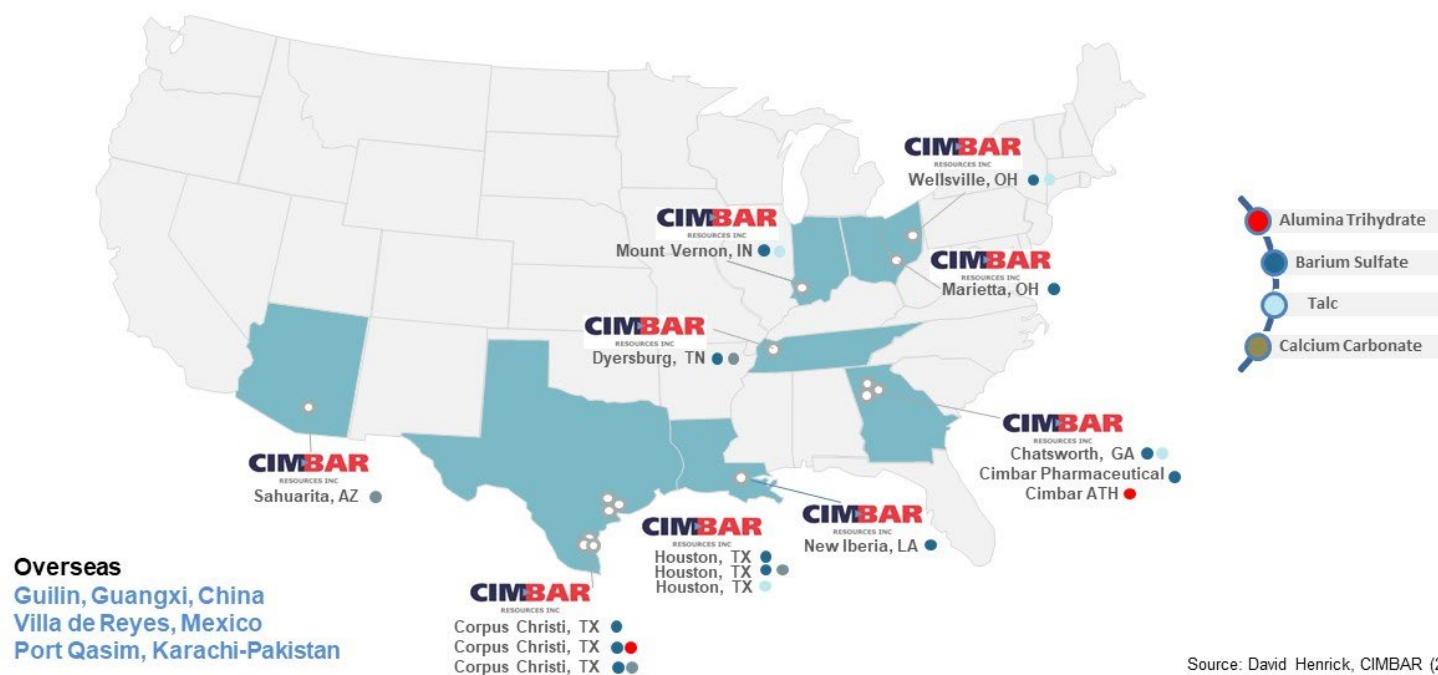 CIMBAR
RESOURCES INC
Wellsville, OH
CIMBAR
RESOURCES INC
Mount Vernon, IN
CIMBAR
RESOURCES INC
Marietta, OH
CIMBAR
RESOURCES INC
Dyersburg, TN
CIMBAR
RESOURCES INC
Chatsworth, GA
Cimbar Pharmaceutical
Cimbar ATH
CIMBAR
RESOURCES INC
Sahuarita, AZ
CIMBAR
RESOURCES INC
New Iberia, LA
CIMBAR
RESOURCES INC
Houston, TX
Houston, TX
Houston, TX
CIMBAR
RESOURCES INC
Corpus Christi, TX
Corpus Christi, TX
Corpus Christi, TX
Alumina Trihydrate
Barium Sulfate
Talc
Calcium Carbonate
Overseas
Guilin, Guangxi, China
Villa de Reyes, Mexico
Port Qasim, Karachi-Pakistan
Source: David Henrick, CIMBAR (2